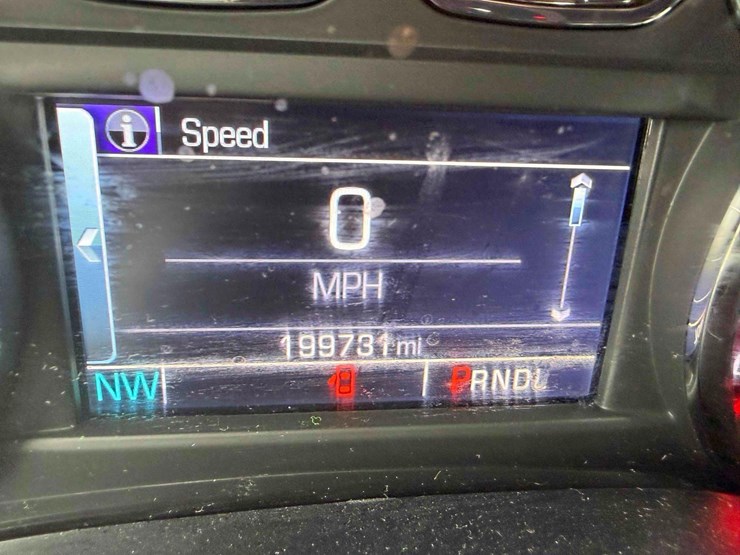 Speed
0
MPH
199731 mi
NW
PRNDL